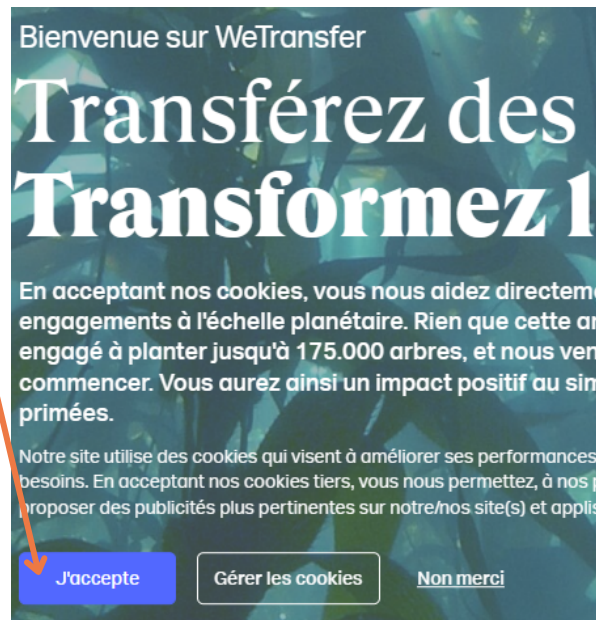 Bienvenue sur WeTransfer
Transférez des
Transformez l
En acceptant nos cookies, vous nous aidez directeme
engagements à l'échelle planétaire. Rien que cette an
engagé à planter jusqu'à 175.000 arbres, et nous ven
commencer. Vous aurez ainsi un impact positif au sim
primées.
Notre site utilise des cookies qui visent à améliorer ses performances
besoins. En acceptant nos cookies tiers, vous nous permettez, à nos p
proposer des publicités plus pertinentes sur notre/nos site(s) et applis
J'accepte
Gérer les cookies
Non merci